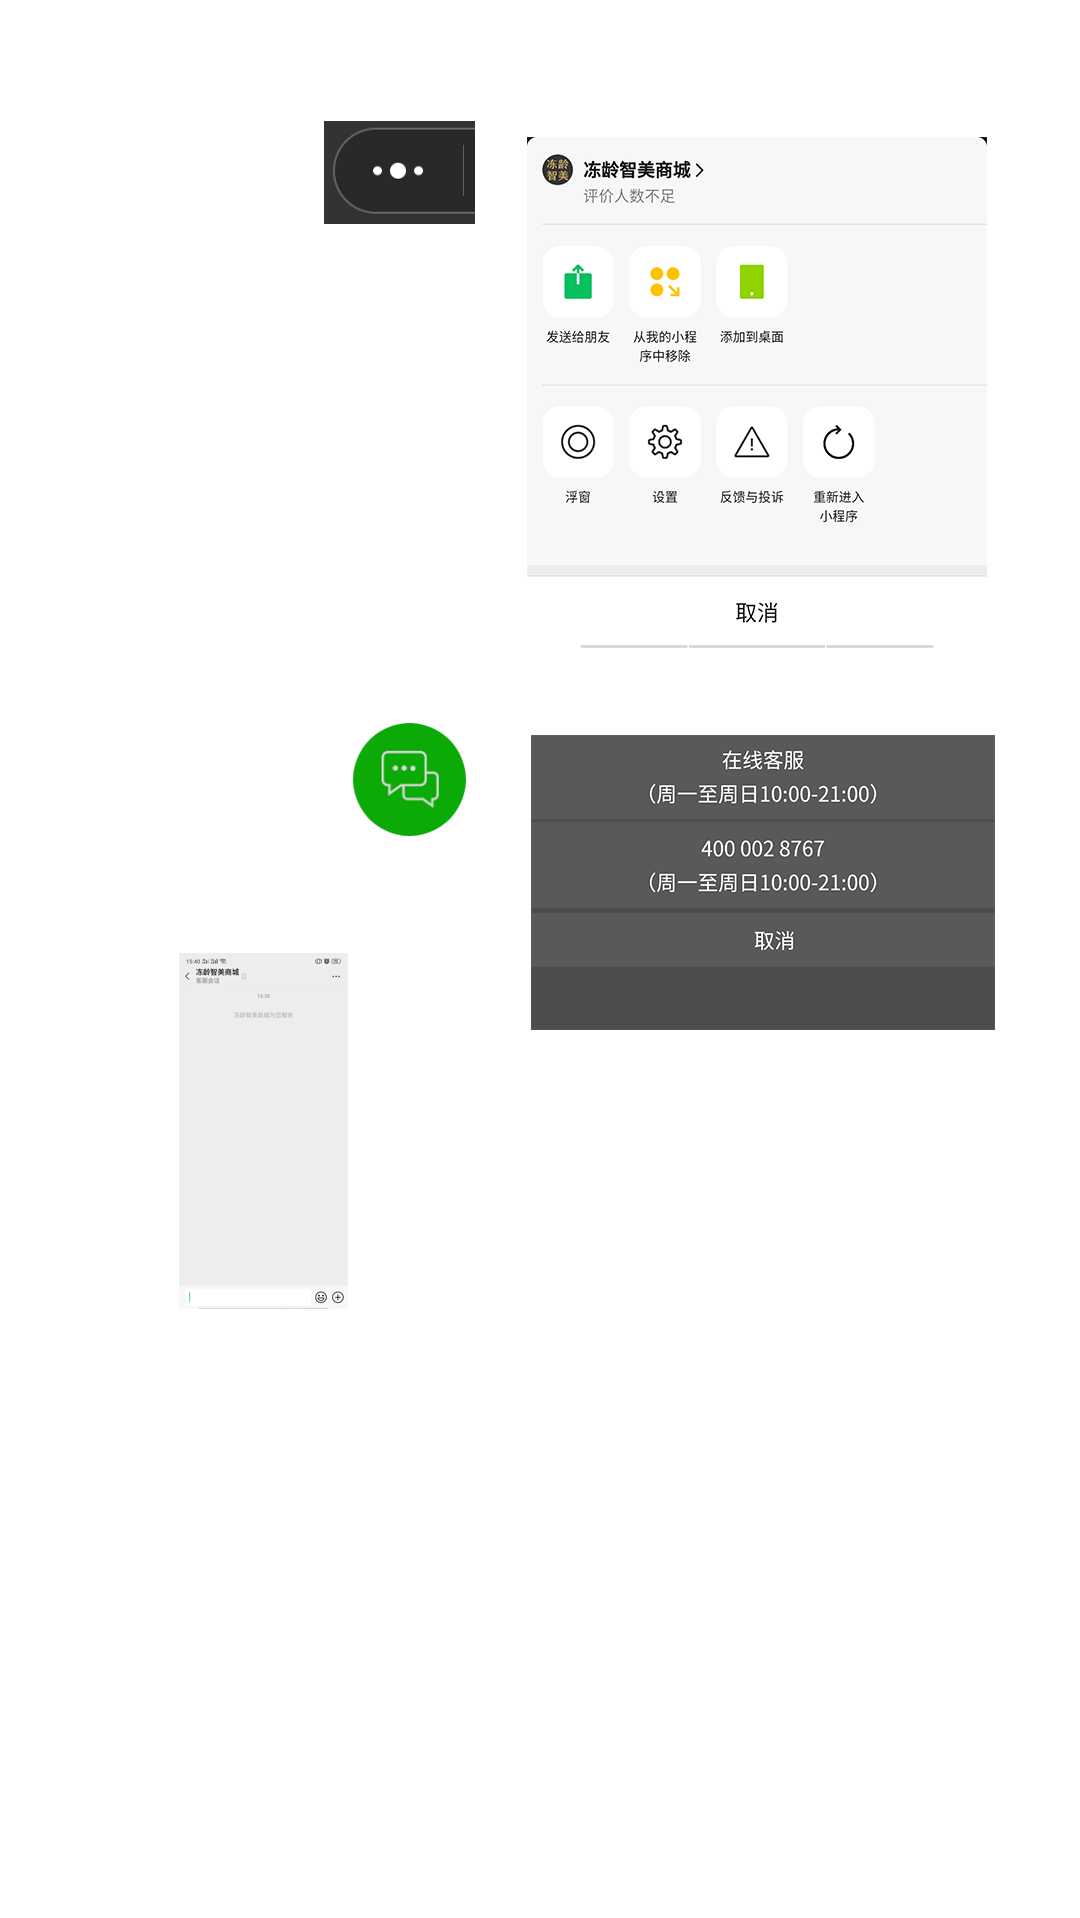 冻龄
智美
冻龄智美商城
评价人数不足
发送给朋友
从我的小程
序中移除
添加到桌面
浮窗
设置
反馈与投诉
重新进入
小程序
取消
在线客服
（周一至周日10:00-21:00）
400 002 8767
（周一至周日10:00-21:00）
取消
15:40
冻龄智美商城
客服会话
15:39
冻龄智美商城为您服务